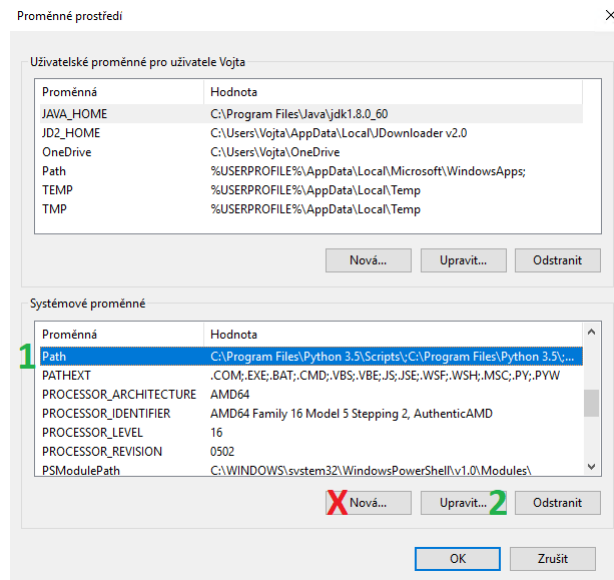 Proměnné prostředí
Uživatelské proměnné pro uživatele Vojta
Proměnná Hodnota
JAVA_HOME C:\Program Files\Java\jdk1.8.0_60
JD2_HOME C:\Users\Vojta\AppData\Local\JDownloader v2.0
OneDrive C:\Users\Vojta\OneDrive
Path %USERPROFILE%\AppData\Local\Microsoft\WindowsApps;
TEMP %USERPROFILE%\AppData\Local\Temp
TMP %USERPROFILE%\AppData\Local\Temp
Nová... Upravit... Odstranit
Systémové proměnné
Proměnná Hodnota
1 Path C:\Program Files\Python 3.5\Scripts\;C:\Program Files\Python 3.5\;...
PATHEXT .COM;.EXE;.BAT;.CMD;.VBS;.VBE;.JS;.JSE;.WSF;.WSH;.MSC;.PY;.PYW
PROCESSOR_ARCHITECTURE AMD64
PROCESSOR_IDENTIFIER AMD64 Family 16 Model 5 Stepping 2, AuthenticAMD
PROCESSOR_LEVEL 16
PROCESSOR_REVISION 0502
PSModulePath C:\WINDOWS\system32\WindowsPowerShell\v1.0\Modules\
X Nová... Upravit... 2 Odstranit
OK Zrušit